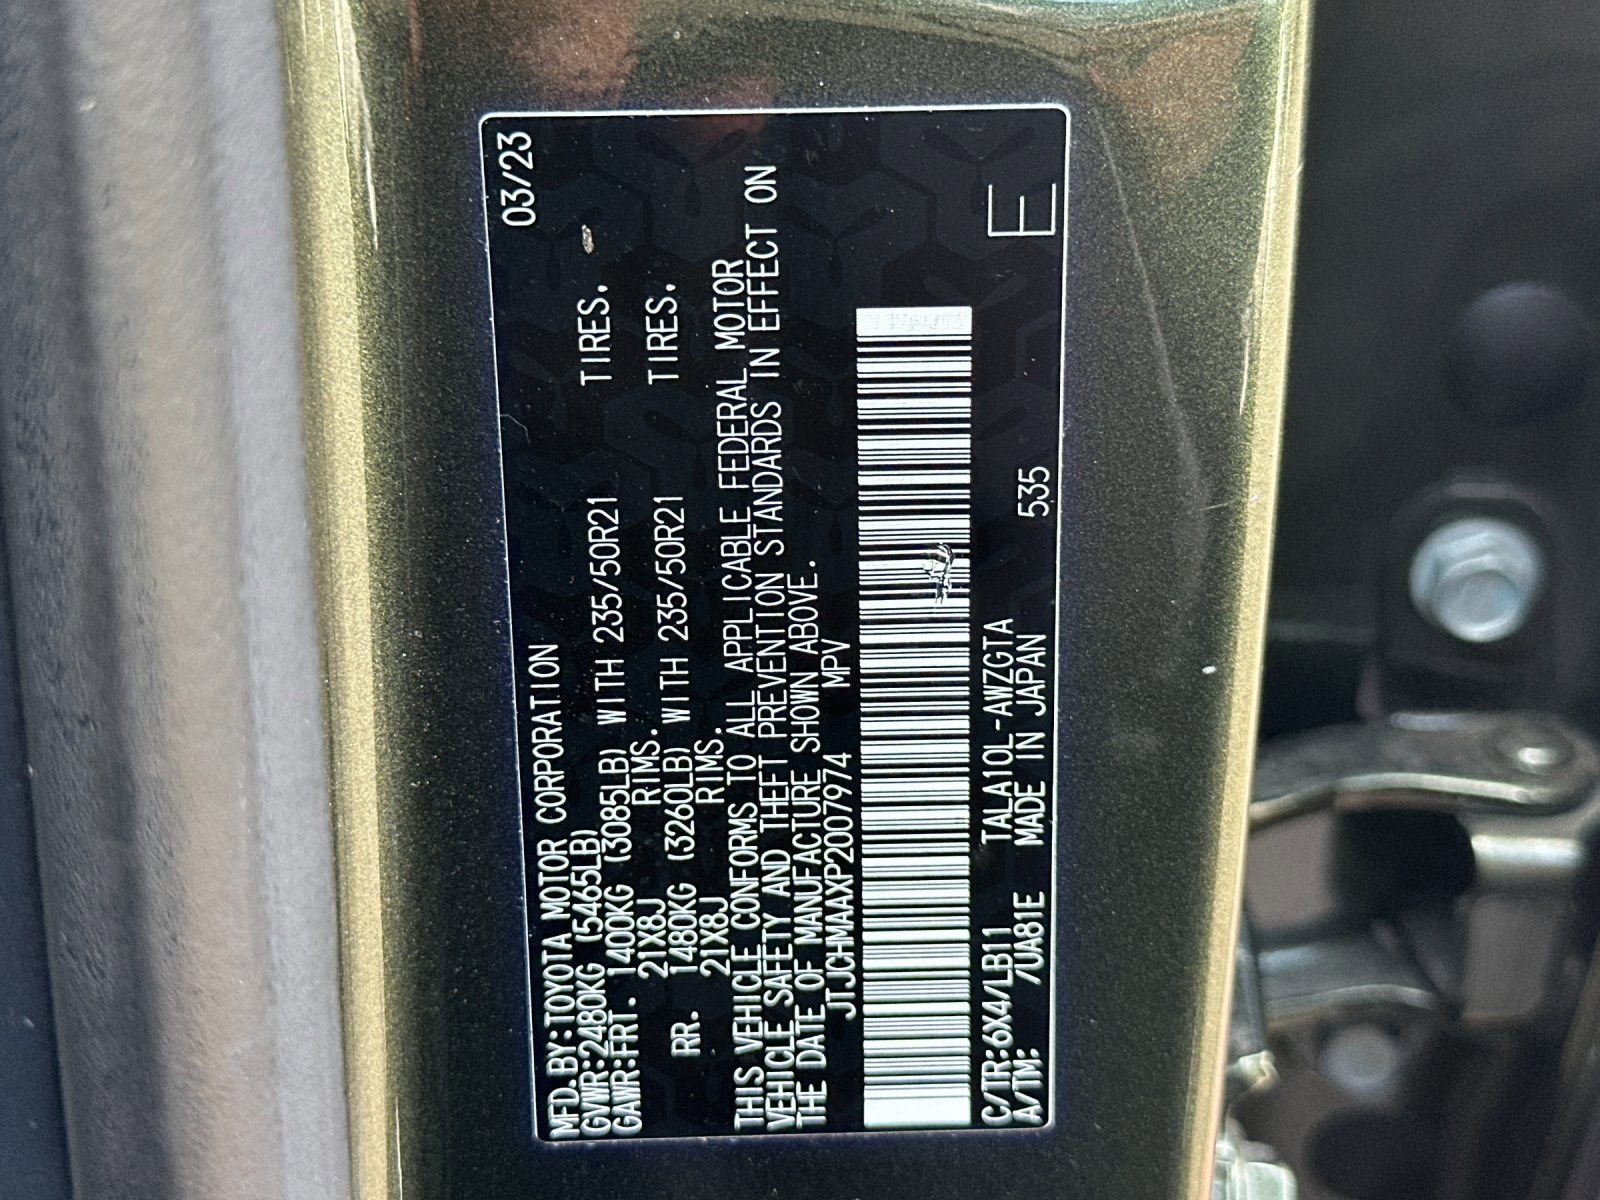 03/23
MFD.BY:TOYOTA MOTOR CORPORATION
GVWR:2480KG (5465LB)
GAWR:FRT. 1400KG (3085LB) WITH 235/50R21 TIRES.
21X8J RIMS.
RR. 1480KG (3260LB) WITH 235/50R21 TIRES.
21X8J RIMS.
THIS VEHICLE CONFORMS TO ALL APPLICABLE FEDERAL MOTOR
VEHICLE SAFETY AND THEFT PREVENTION STANDARDS IN EFFECT ON
THE DATE OF MANUFACTURE SHOWN ABOVE.
JTJCHMAAXP2007974 MPV
C/TR:6X4/LB11 TALA10L-AWZGTA
A/TM: /UA81E MADE IN JAPAN 535
E